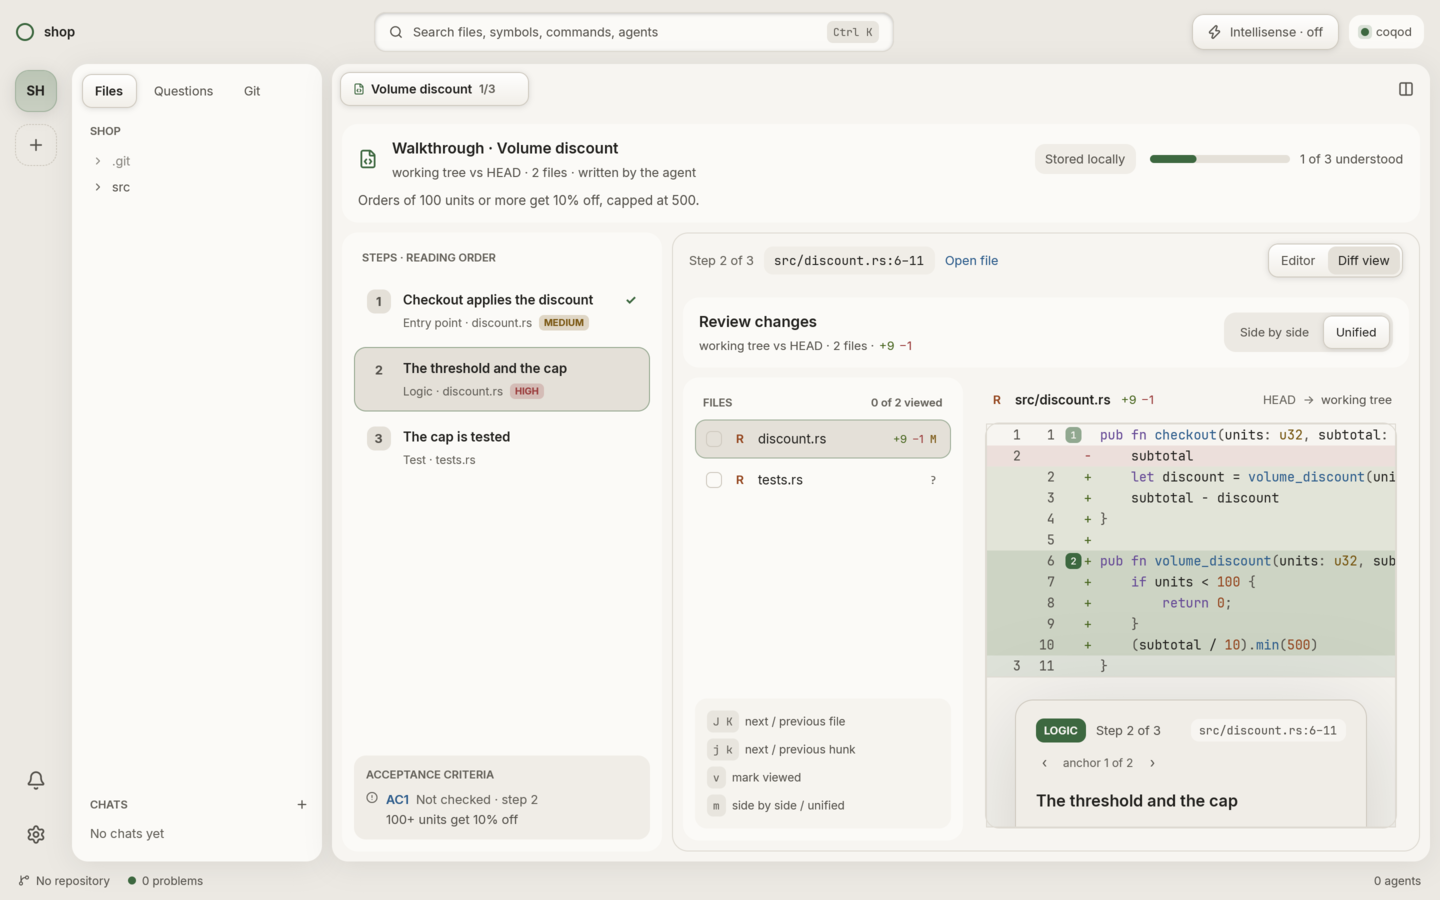 shop
Search files, symbols, commands, agents
Ctrl K
Intellisense · off
coqod
SH
Files
Questions
Git
SHOP
.git
src
CHATS
No chats yet
Volume discount 1/3
Walkthrough · Volume discount
working tree vs HEAD · 2 files · written by the agent
Orders of 100 units or more get 10% off, capped at 500.
Stored locally
1 of 3 understood
STEPS · READING ORDER
1 Checkout applies the discount
Entry point · discount.rs MEDIUM
2 The threshold and the cap
Logic · discount.rs HIGH
3 The cap is tested
Test · tests.rs
ACCEPTANCE CRITERIA
AC1 Not checked · step 2
100+ units get 10% off
Step 2 of 3 src/discount.rs:6–11 Open file
Editor
Diff view
Review changes
working tree vs HEAD · 2 files · +9 −1
Side by side
Unified
FILES
0 of 2 viewed
R discount.rs +9 −1 M
R tests.rs ?
J K next / previous file
j k next / previous hunk
v mark viewed
m side by side / unified
R src/discount.rs +9 −1
HEAD → working tree
1 1 1 pub fn checkout(units: u32, subtotal:
2 - subtotal
2 + let discount = volume_discount(uni
3 + subtotal - discount
4 + }
5 +
6 2 + pub fn volume_discount(units: u32, sub
7 + if units < 100 {
8 + return 0;
9 + }
10 + (subtotal / 10).min(500)
3 11 }
LOGIC Step 2 of 3 src/discount.rs:6–11
‹ anchor 1 of 2 ›
The threshold and the cap
No repository
0 problems
0 agents